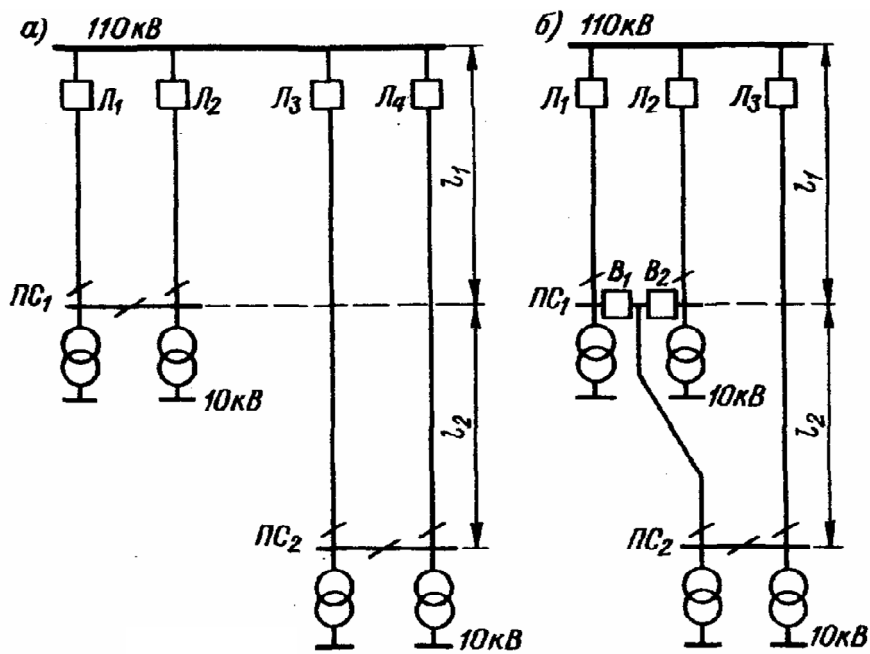 а) 110кВ
Л₁ Л₂ Л₃ Л₄
l₁
ПС₁
10кВ
l₂
ПС₂
10кВ
б) 110кВ
Л₁ Л₂ Л₃
l₁
В₁ В₂
ПС₁
10кВ
l₂
ПС₂
10кВ